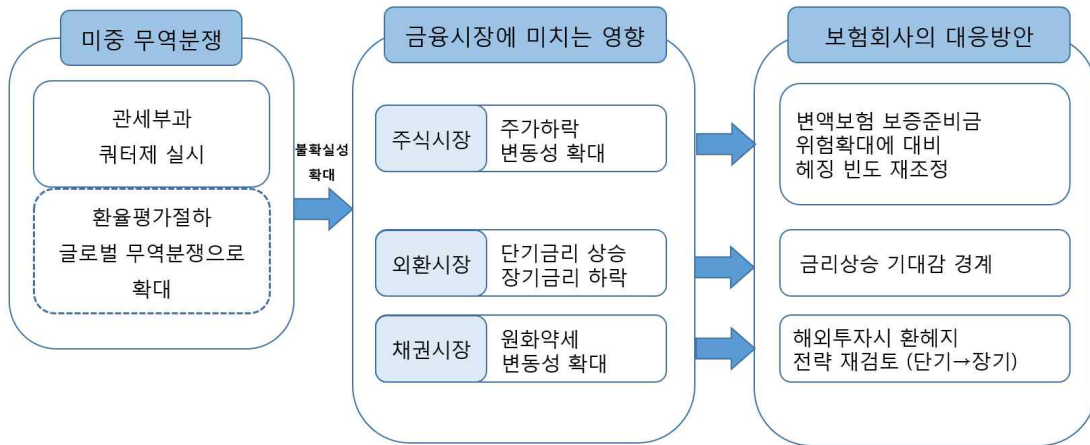 미중 무역분쟁
관세부과
쿼터제 실시
환율평가절하
글로벌 무역분쟁으로
확대
불확실성
확대
금융시장에 미치는 영향
주식시장
주가하락
변동성 확대
외환시장
단기금리 상승
장기금리 하락
채권시장
원화약세
변동성 확대
보험회사의 대응방안
변액보험 보증준비금
위험확대에 대비
헤징 빈도 재조정
금리상승 기대감 경계
해외투자시 환헤지
전략 재검토 (단기→장기)